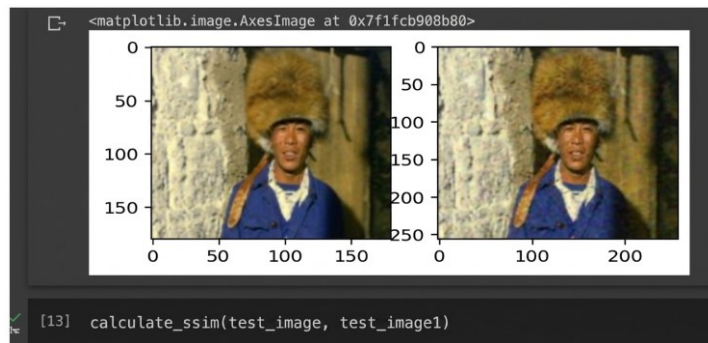 <matplotlib.image.AxesImage at 0x7f1fcb908b80>
0 0
50 50
100
100 150
150 200
250
0 50 100 150 0 100 200
[13] calculate_ssim(test_image, test_image1)